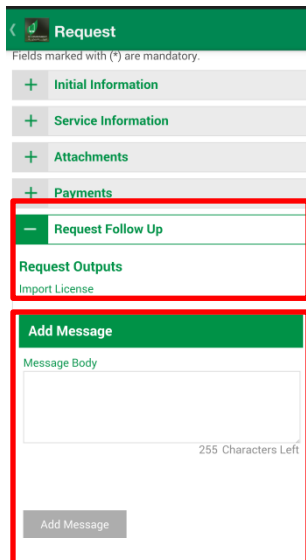 Request
Fields marked with (*) are mandatory.
Initial Information
Service Information
Attachments
Payments
Request Follow Up
Request Outputs
Import License
Add Message
Message Body
255 Characters Left
Add Message